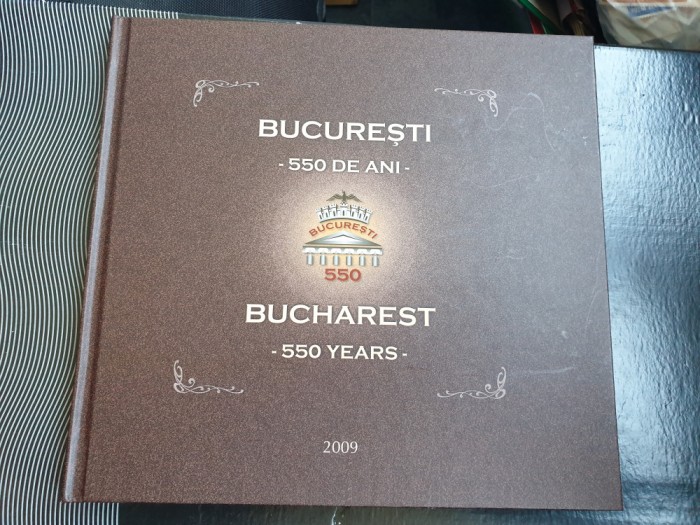 BUCUREȘTI
- 550 DE ANI -
BUCUREȘTI
550
BUCHAREST
- 550 YEARS -
2009